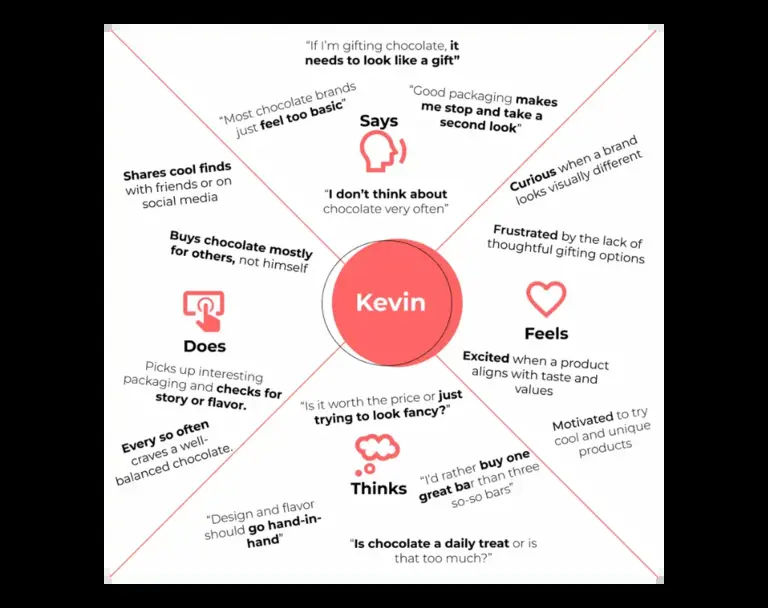 “If I’m gifting chocolate, it
needs to look like a gift”
“Most chocolate brands
just feel too basic”
“Good packaging makes
me stop and take a
second look”
Says
“I don’t think about
chocolate very often”
Shares cool finds
with friends or on
social media
Buys chocolate mostly
for others, not himself
Does
Picks up interesting
packaging and checks for
story or flavor.
Every so often
craves a well-
balanced chocolate.
Kevin
Curious when a brand
looks visually different
Frustrated by the lack of
thoughtful gifting options
Feels
Excited when a product
aligns with taste and
values
Motivated to try
cool and unique
products
“Is it worth the price or just
trying to look fancy?”
Thinks
“I’d rather buy one
great bar than three
so-so bars”
“Design and flavor
should go hand-in-
hand”
“Is chocolate a daily treat or is
that too much?”